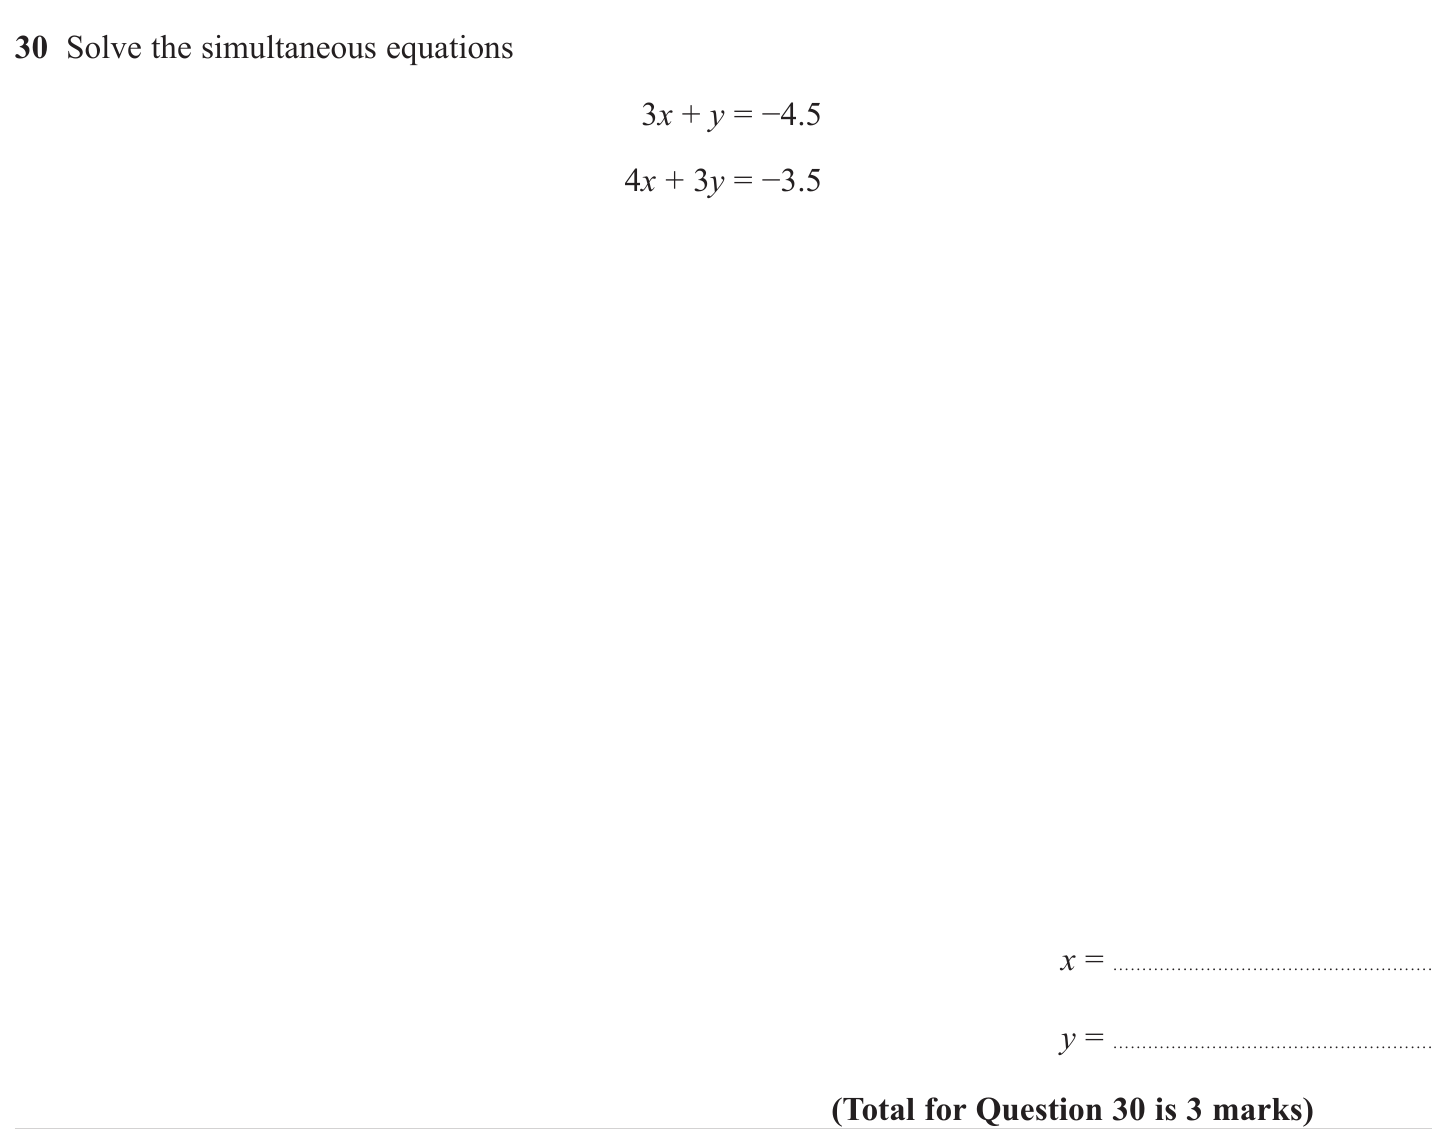 30 Solve the simultaneous equations
3x + y = −4.5
4x + 3y = −3.5
x = ......................................................
y = ......................................................
(Total for Question 30 is 3 marks)